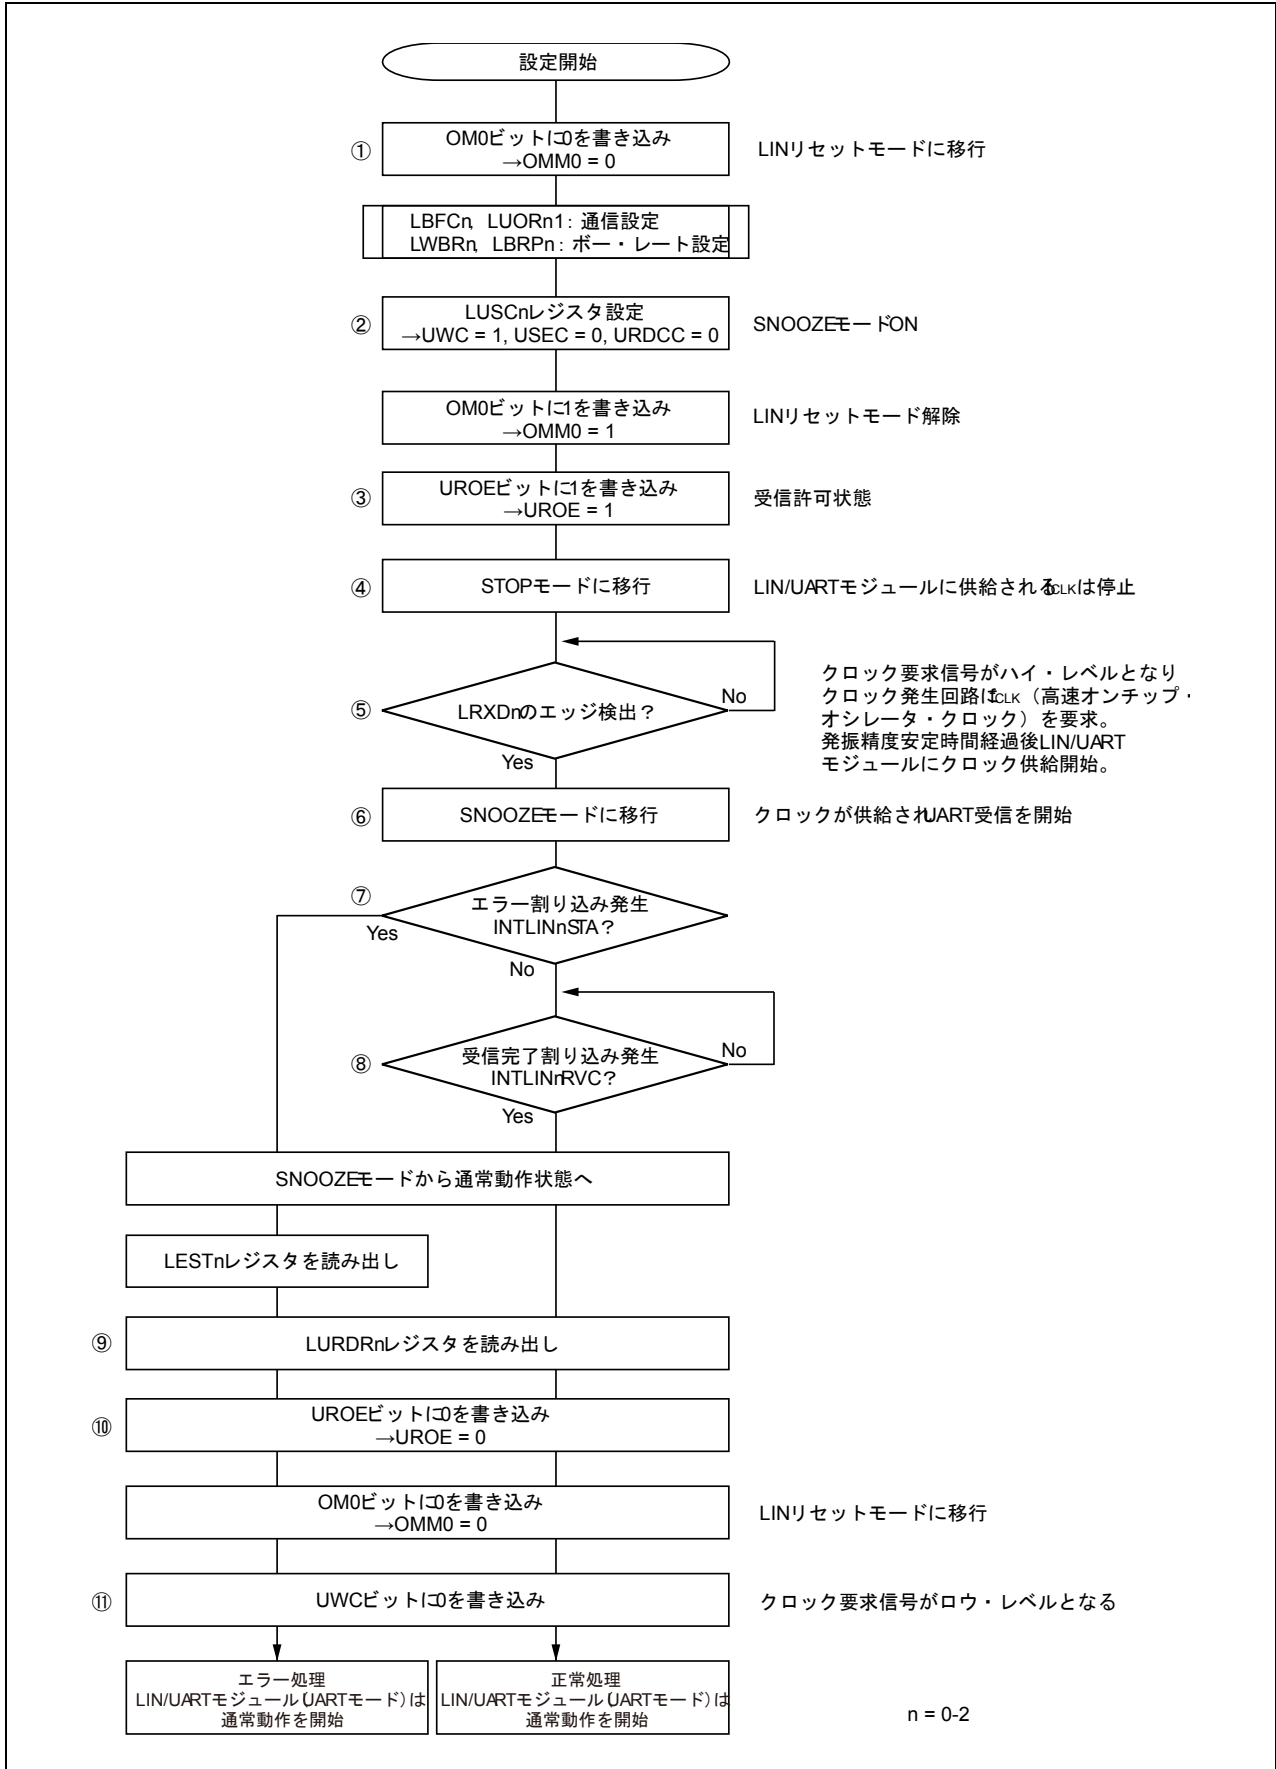 設定開始
① OM0ビットに0を書き込み
→OMM0 = 0
LINリセットモードに移行
LBFCn, LUORn1：通信設定
LWBRn, LBRPn：ボー・レート設定
② LUSCnレジスタ設定
→UWC = 1, USEC = 0, URDCC = 0
SNOOZEモードON
OM0ビットに1を書き込み
→OMM0 = 1
LINリセットモード解除
③ UROEビットに1を書き込み
→UROE = 1
受信許可状態
④ STOPモードに移行
LIN/UARTモジュールに供給されるfCLKは停止
⑤ LRXDnのエッジ検出？
No
Yes
クロック要求信号がハイ・レベルとなり
クロック発生回路はfCLK（高速オンチップ・
オシレータ・クロック）を要求。
発振精度安定時間経過後LIN/UART
モジュールにクロック供給開始。
⑥ SNOOZEモードに移行
クロックが供給されUART受信を開始
⑦ エラー割り込み発生
INTLINnSTA？
Yes
No
⑧ 受信完了割り込み発生
INTLINnRVC？
No
Yes
SNOOZEモードから通常動作状態へ
LESTnレジスタを読み出し
⑨ LURDRnレジスタを読み出し
⑩ UROEビットに0を書き込み
→UROE = 0
OM0ビットに0を書き込み
→OMM0 = 0
LINリセットモードに移行
⑪ UWCビットに0を書き込み
クロック要求信号がロウ・レベルとなる
エラー処理
LIN/UARTモジュール(UARTモード)は
通常動作を開始
正常処理
LIN/UARTモジュール(UARTモード)は
通常動作を開始
n = 0-2